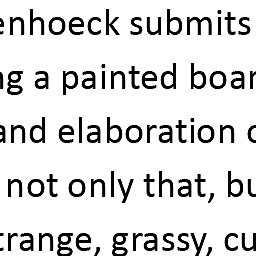 enhoeck submits
ng a painted boar
and elaboration o
not only that, bu
trange, grassy, cu